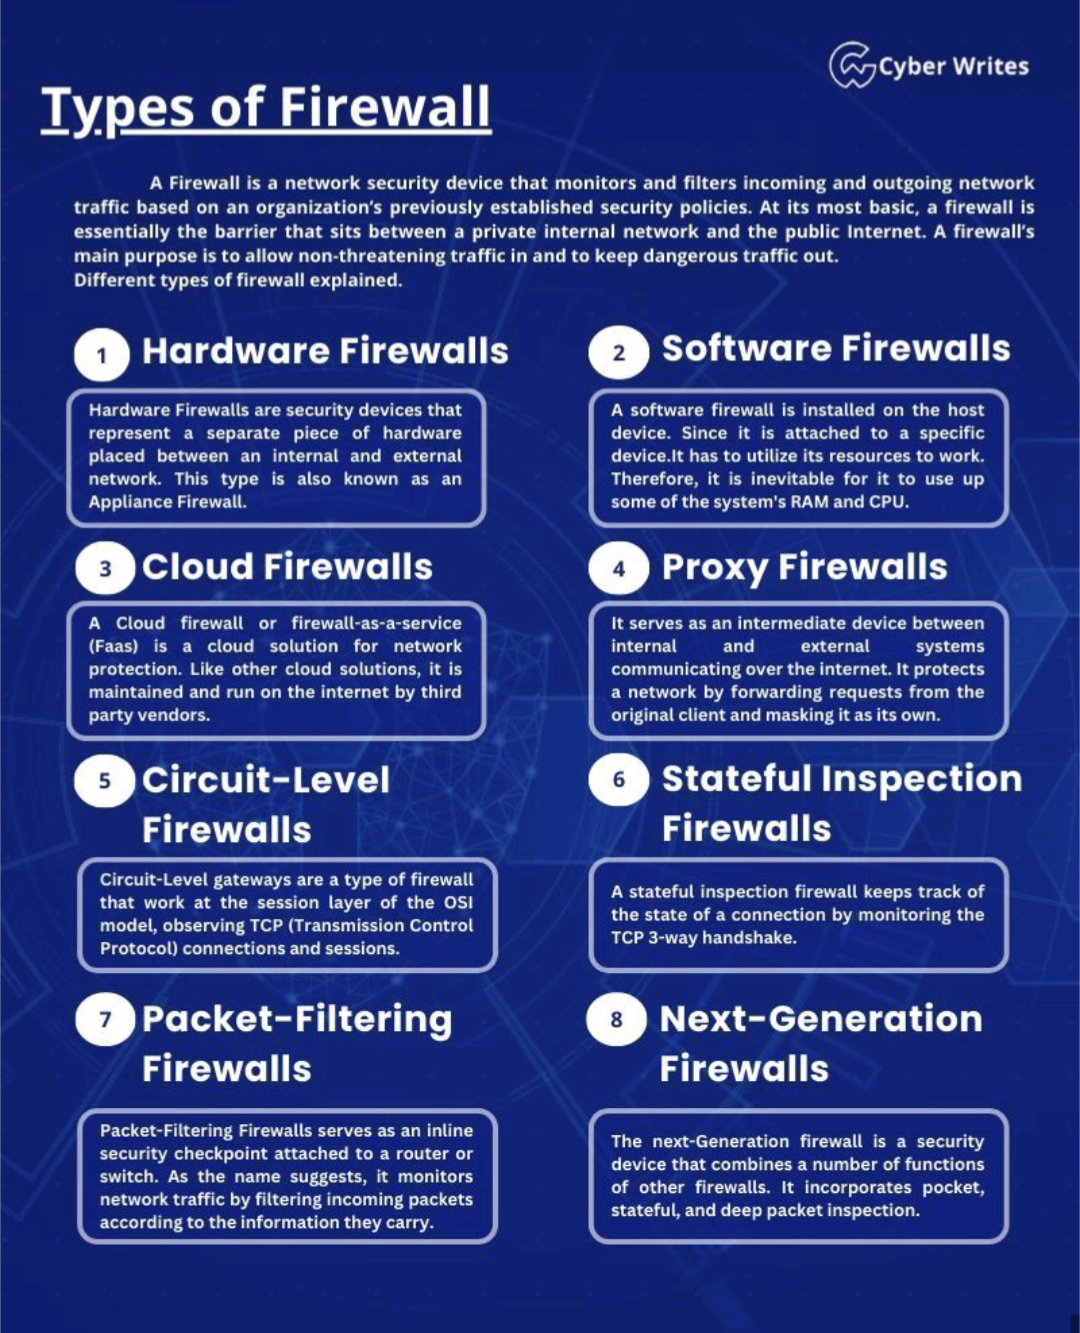 Cyber Writes
Types of Firewall
A Firewall is a network security device that monitors and filters incoming and outgoing network
traffic based on an organization's previously established security policies. At its most basic, a firewall is
essentially the barrier that sits between a private internal network and the public Internet. A firewall's
main purpose is to allow non-threatening traffic in and to keep dangerous traffic out.
Different types of firewall explained.
1 Hardware Firewalls
Hardware Firewalls are security devices that
represent a separate piece of hardware
placed between an internal and external
network. This type is also known as an
Appliance Firewall.
2 Software Firewalls
A software firewall is installed on the host
device. Since it is attached to a specific
device.It has to utilize its resources to work.
Therefore, it is inevitable for it to use up
some of the system's RAM and CPU.
3 Cloud Firewalls
A Cloud firewall or firewall-as-a-service
(Faas) is a cloud solution for network
protection. Like other cloud solutions, it is
maintained and run on the internet by third
party vendors.
4 Proxy Firewalls
It serves as an intermediate device between
internal and external systems
communicating over the internet. It protects
a network by forwarding requests from the
original client and masking it as its own.
5 Circuit-Level
Firewalls
Circuit-Level gateways are a type of firewall
that work at the session layer of the OSI
model, observing TCP (Transmission Control
Protocol) connections and sessions.
6 Stateful Inspection
Firewalls
A stateful inspection firewall keeps track of
the state of a connection by monitoring the
TCP 3-way handshake.
7 Packet-Filtering
Firewalls
Packet-Filtering Firewalls serves as an inline
security checkpoint attached to a router or
switch. As the name suggests, it monitors
network traffic by filtering incoming packets
according to the information they carry.
8 Next-Generation
Firewalls
The next-Generation firewall is a security
device that combines a number of functions
of other firewalls. It incorporates pocket,
stateful, and deep packet inspection.